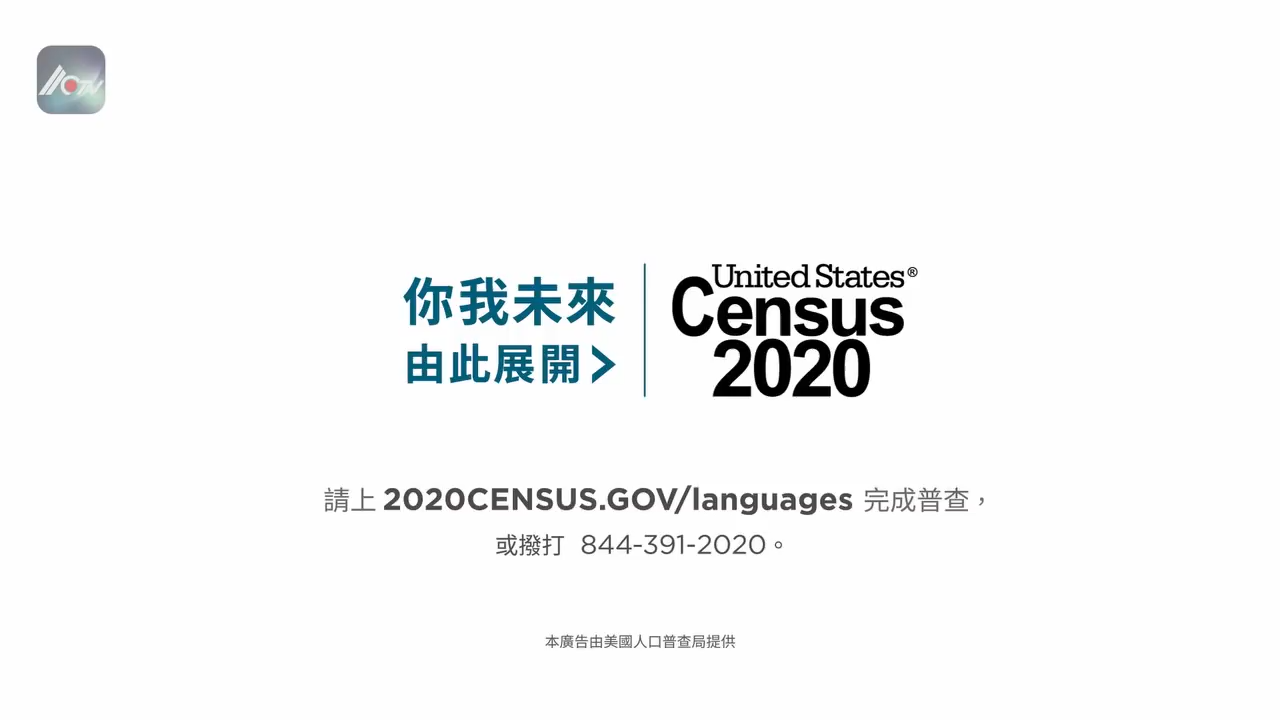 你我未來
由此展開
United States®
Census
2020
請上 2020CENSUS.GOV/languages 完成普查，
或撥打 844-391-2020。
本廣告由美國人口普查局提供